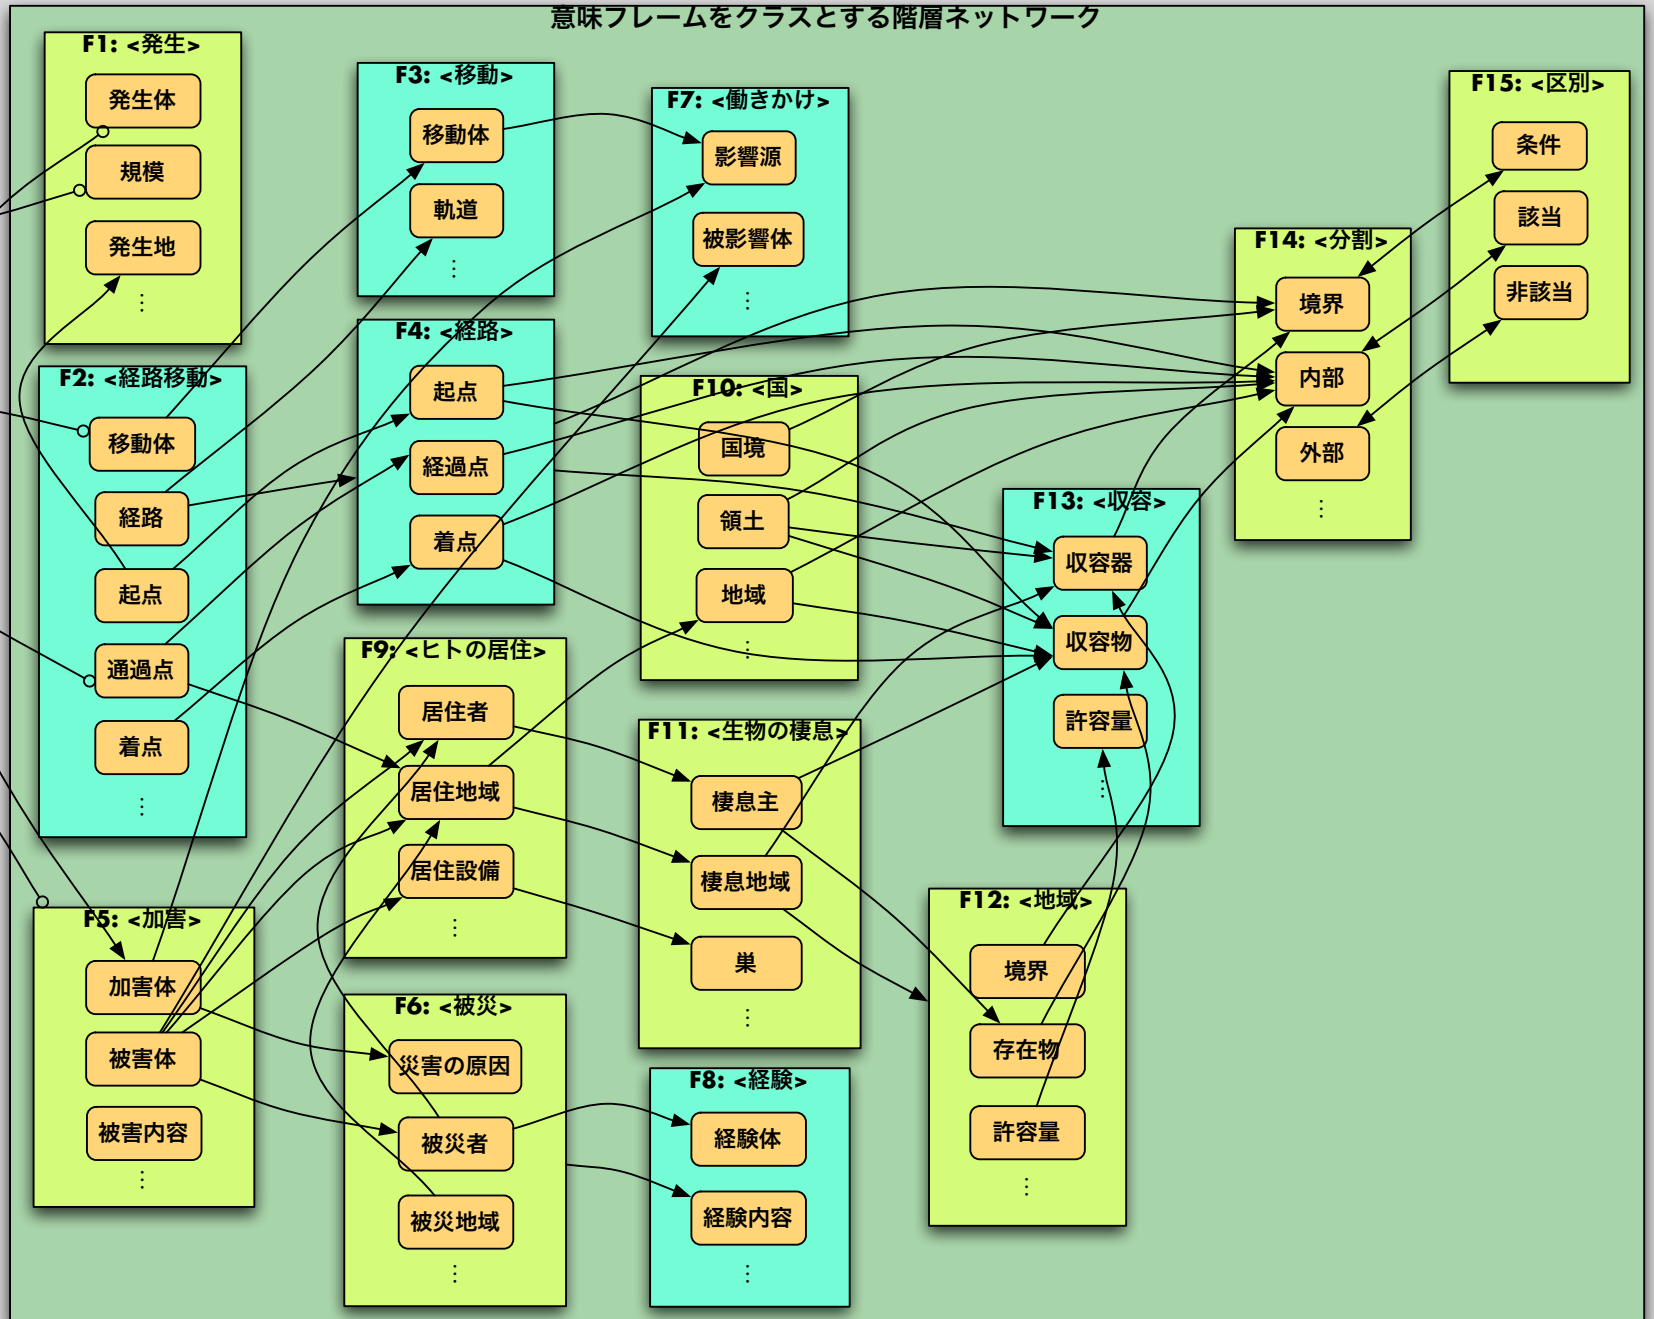 意味フレームをクラスとする階層ネットワーク
F1: <発生>
発生体
規模
発生地
⋮
F2: <経路移動>
移動体
経路
起点
通過点
着点
⋮
F5: <加害>
加害体
被害体
被害内容
⋮
F3: <移動>
移動体
軌道
⋮
F4: <経路>
起点
経過点
着点
F9: <ヒトの居住>
居住者
居住地域
居住設備
⋮
F6: <被災>
災害の原因
被災者
被災地域
⋮
F7: <働きかけ>
影響源
被影響体
⋮
F10: <国>
国境
領土
地域
⋮
F11: <生物の棲息>
棲息主
棲息地域
巣
⋮
F8: <経験>
経験体
経験内容
⋮
F13: <収容>
収容器
収容物
許容量
⋮
F12: <地域>
境界
存在物
許容量
⋮
F14: <分割>
境界
内部
外部
⋮
F15: <区別>
条件
該当
非該当